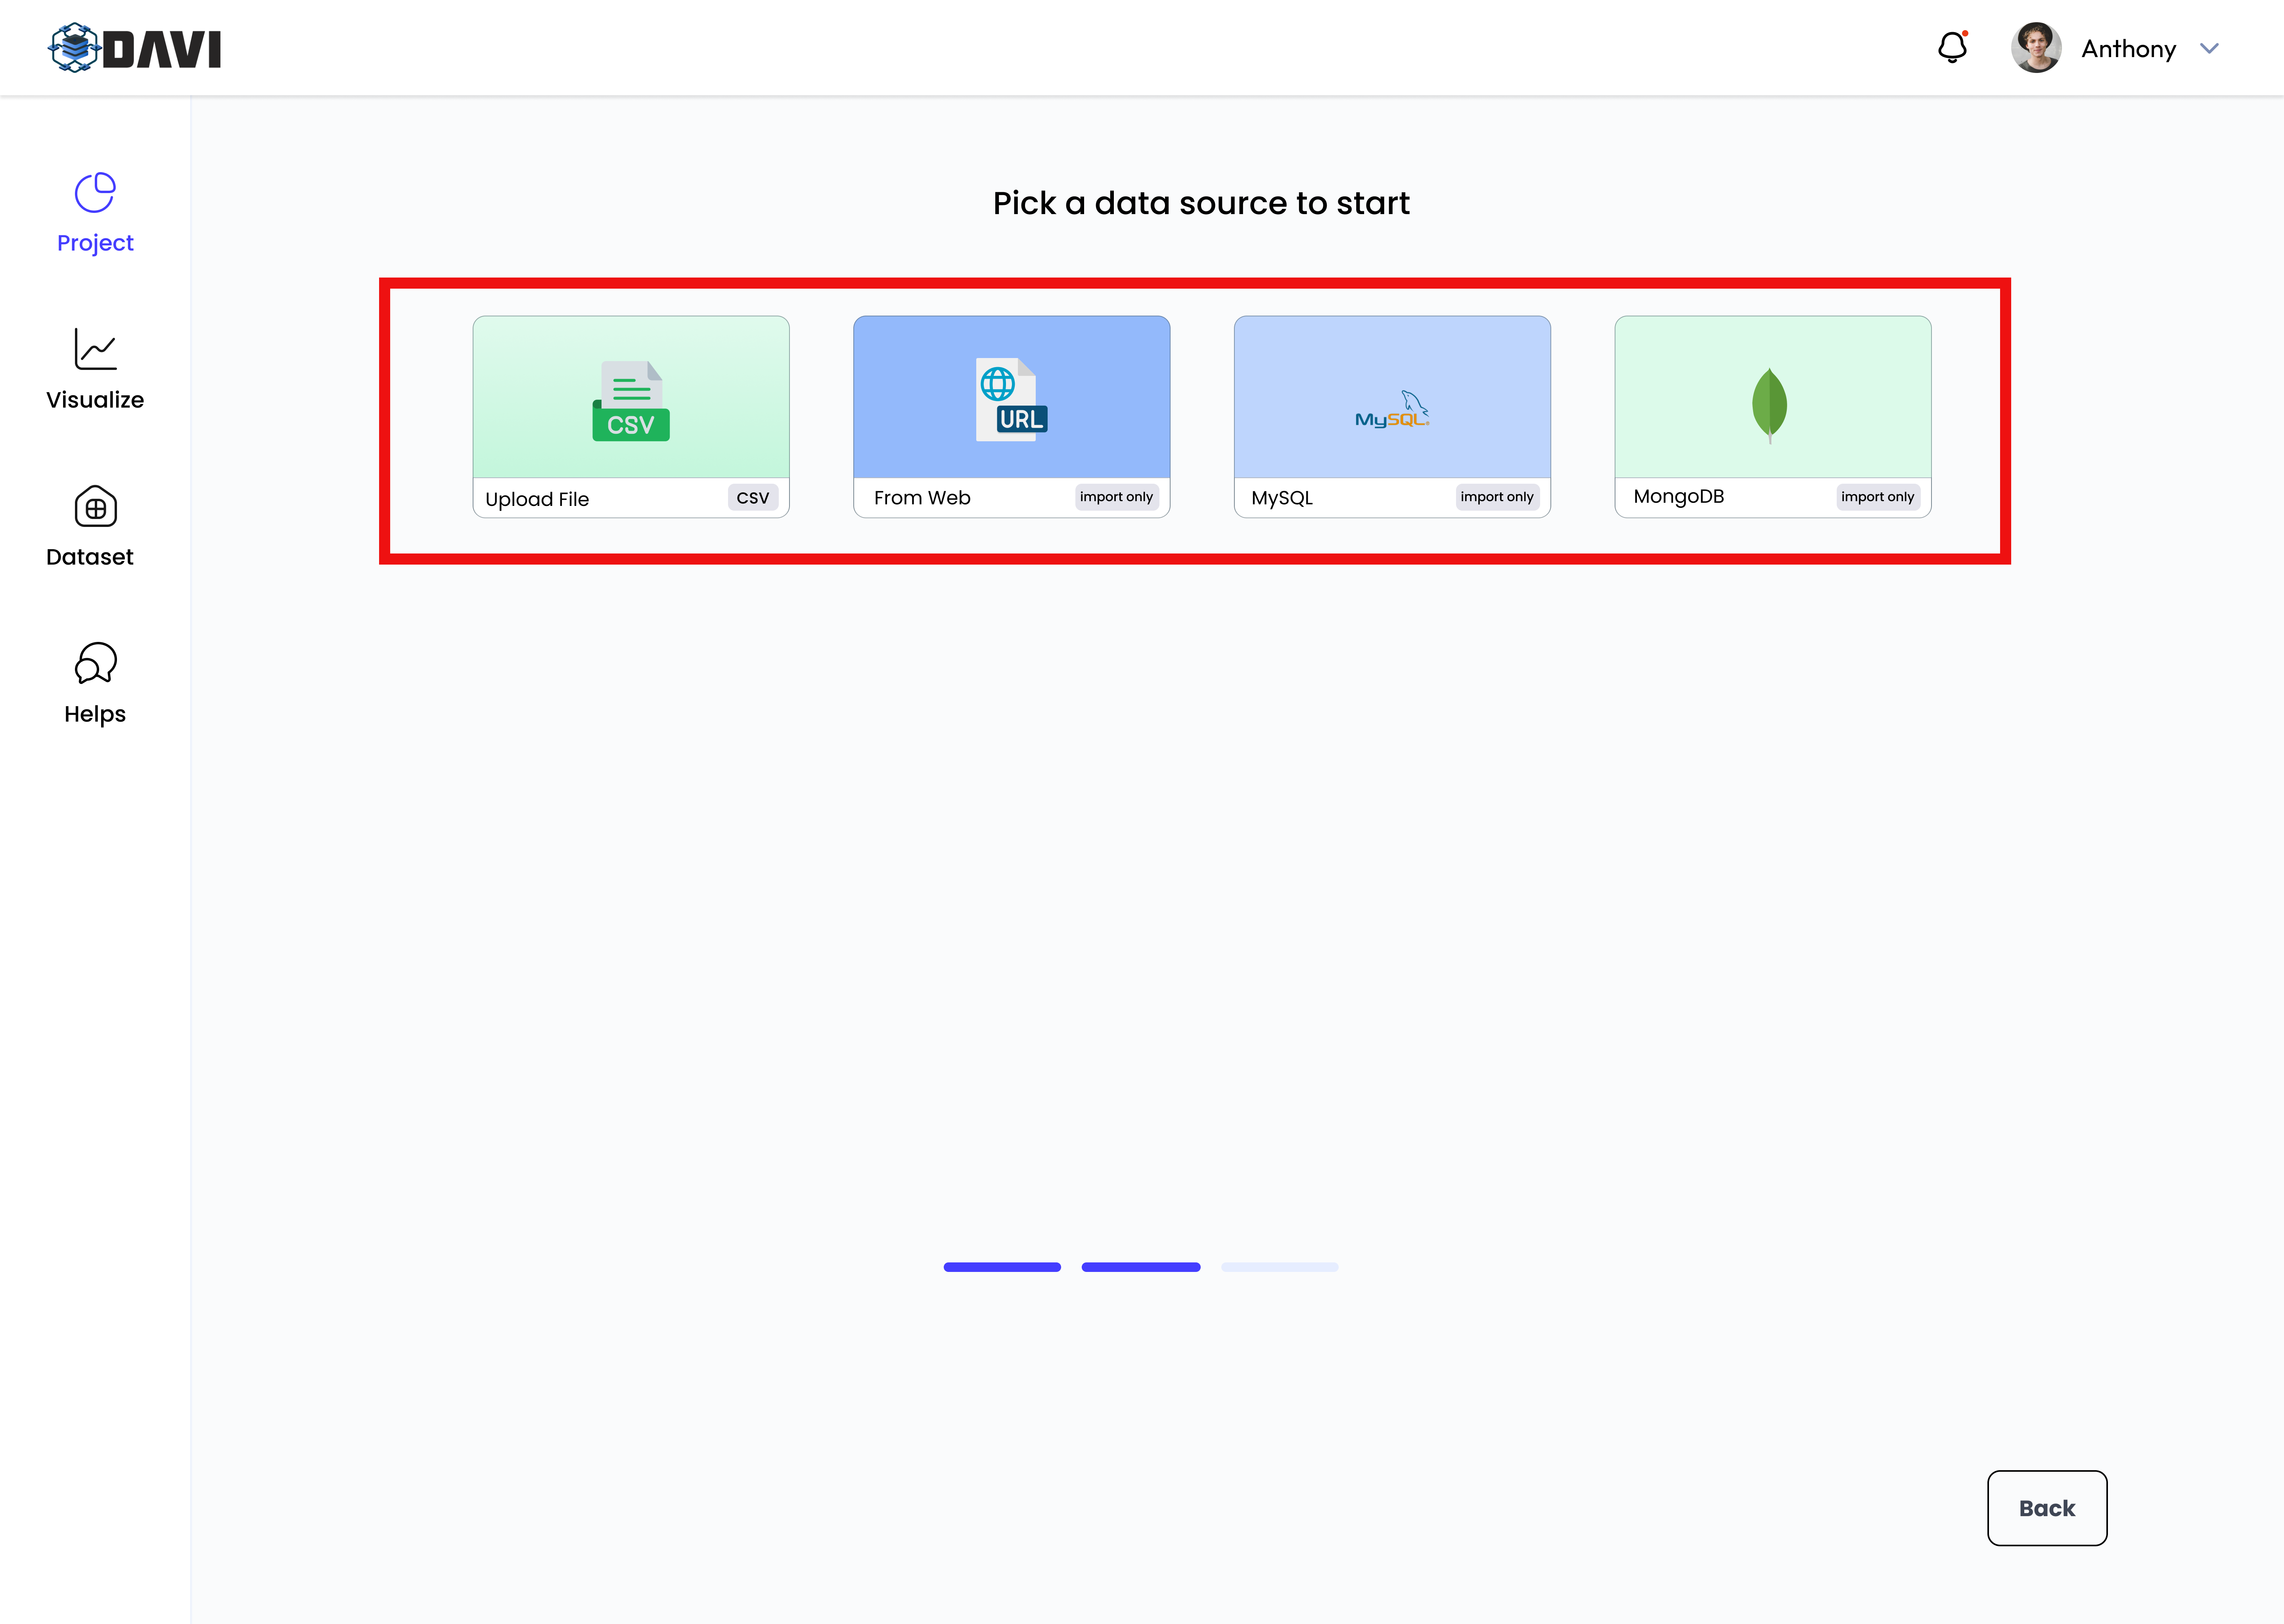 DAVI
Anthony
Project
Visualize
Dataset
Helps
Pick a data source to start
CSV
Upload File CSV
URL
From Web import only
MySQL
MySQL import only
MongoDB import only
Back